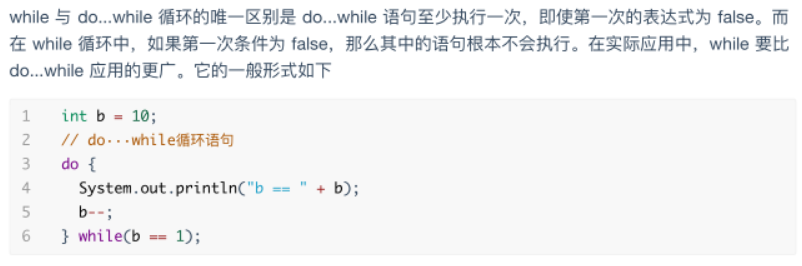 while 与 do...while 循环的唯一区别是 do...while 语句至少执行一次，即使第一次的表达式为 false。而
在 while 循环中，如果第一次条件为 false，那么其中的语句根本不会执行。在实际应用中，while 要比
do...while 应用的更广。它的一般形式如下
1 int b = 10;
2 // do···while循环语句
3 do {
4   System.out.println("b == " + b);
5   b--;
6 } while(b == 1);